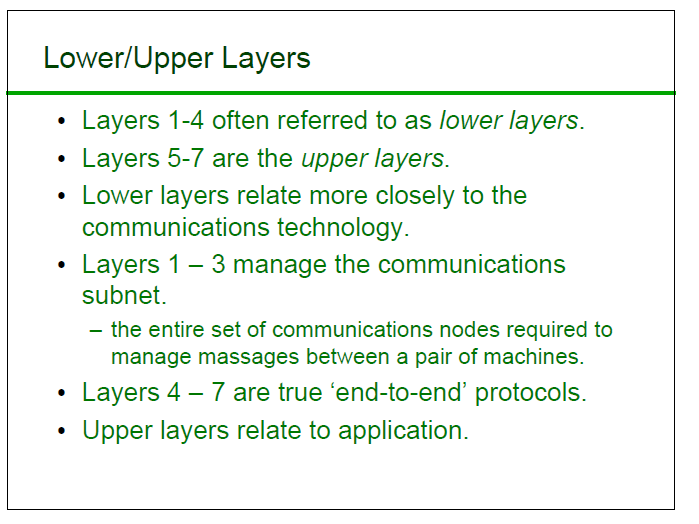 Lower/Upper Layers
• Layers 1-4 often referred to as lower layers.
• Layers 5-7 are the upper layers.
• Lower layers relate more closely to the
communications technology.
• Layers 1 – 3 manage the communications
subnet.
– the entire set of communications nodes required to
manage massages between a pair of machines.
• Layers 4 – 7 are true ‘end-to-end’ protocols.
• Upper layers relate to application.